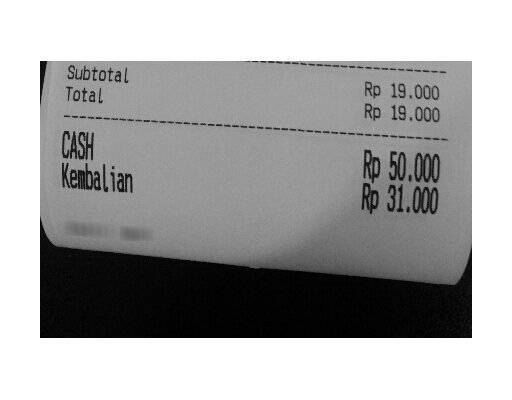 Subtotal Rp 19.000
Total Rp 19.000
CASH Rp 50.000
Kembalian Rp 31.000